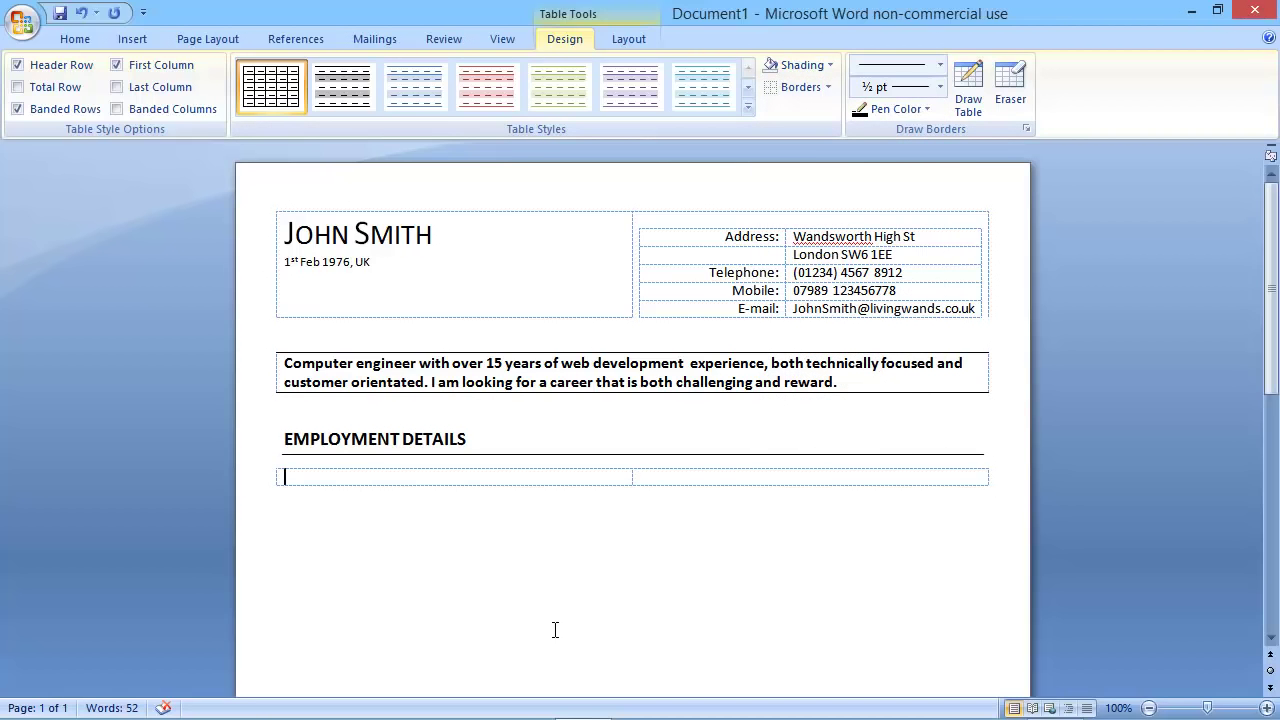 Table Tools
Document1 - Microsoft Word non-commercial use
Home Insert Page Layout References Mailings Review View Design Layout
Header Row First Column
Total Row Last Column
Banded Rows Banded Columns
Table Style Options
Table Styles
Shading
Borders
½ pt
Pen Color
Draw Table
Eraser
Draw Borders
JOHN SMITH
1st Feb 1976, UK
Address: Wandsworth High St
London SW6 1EE
Telephone: (01234) 4567 8912
Mobile: 07989 123456778
E-mail: JohnSmith@livingwands.co.uk
Computer engineer with over 15 years of web development experience, both technically focused and
customer orientated. I am looking for a career that is both challenging and reward.
EMPLOYMENT DETAILS
Page: 1 of 1 Words: 52 100%